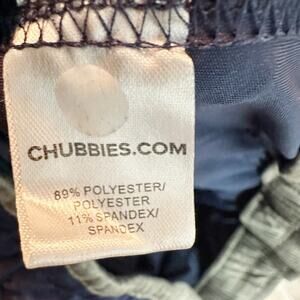 CHUBBIES.COM
89% POLYESTER/
POLYESTER
11% SPANDEX/
SPANDEX